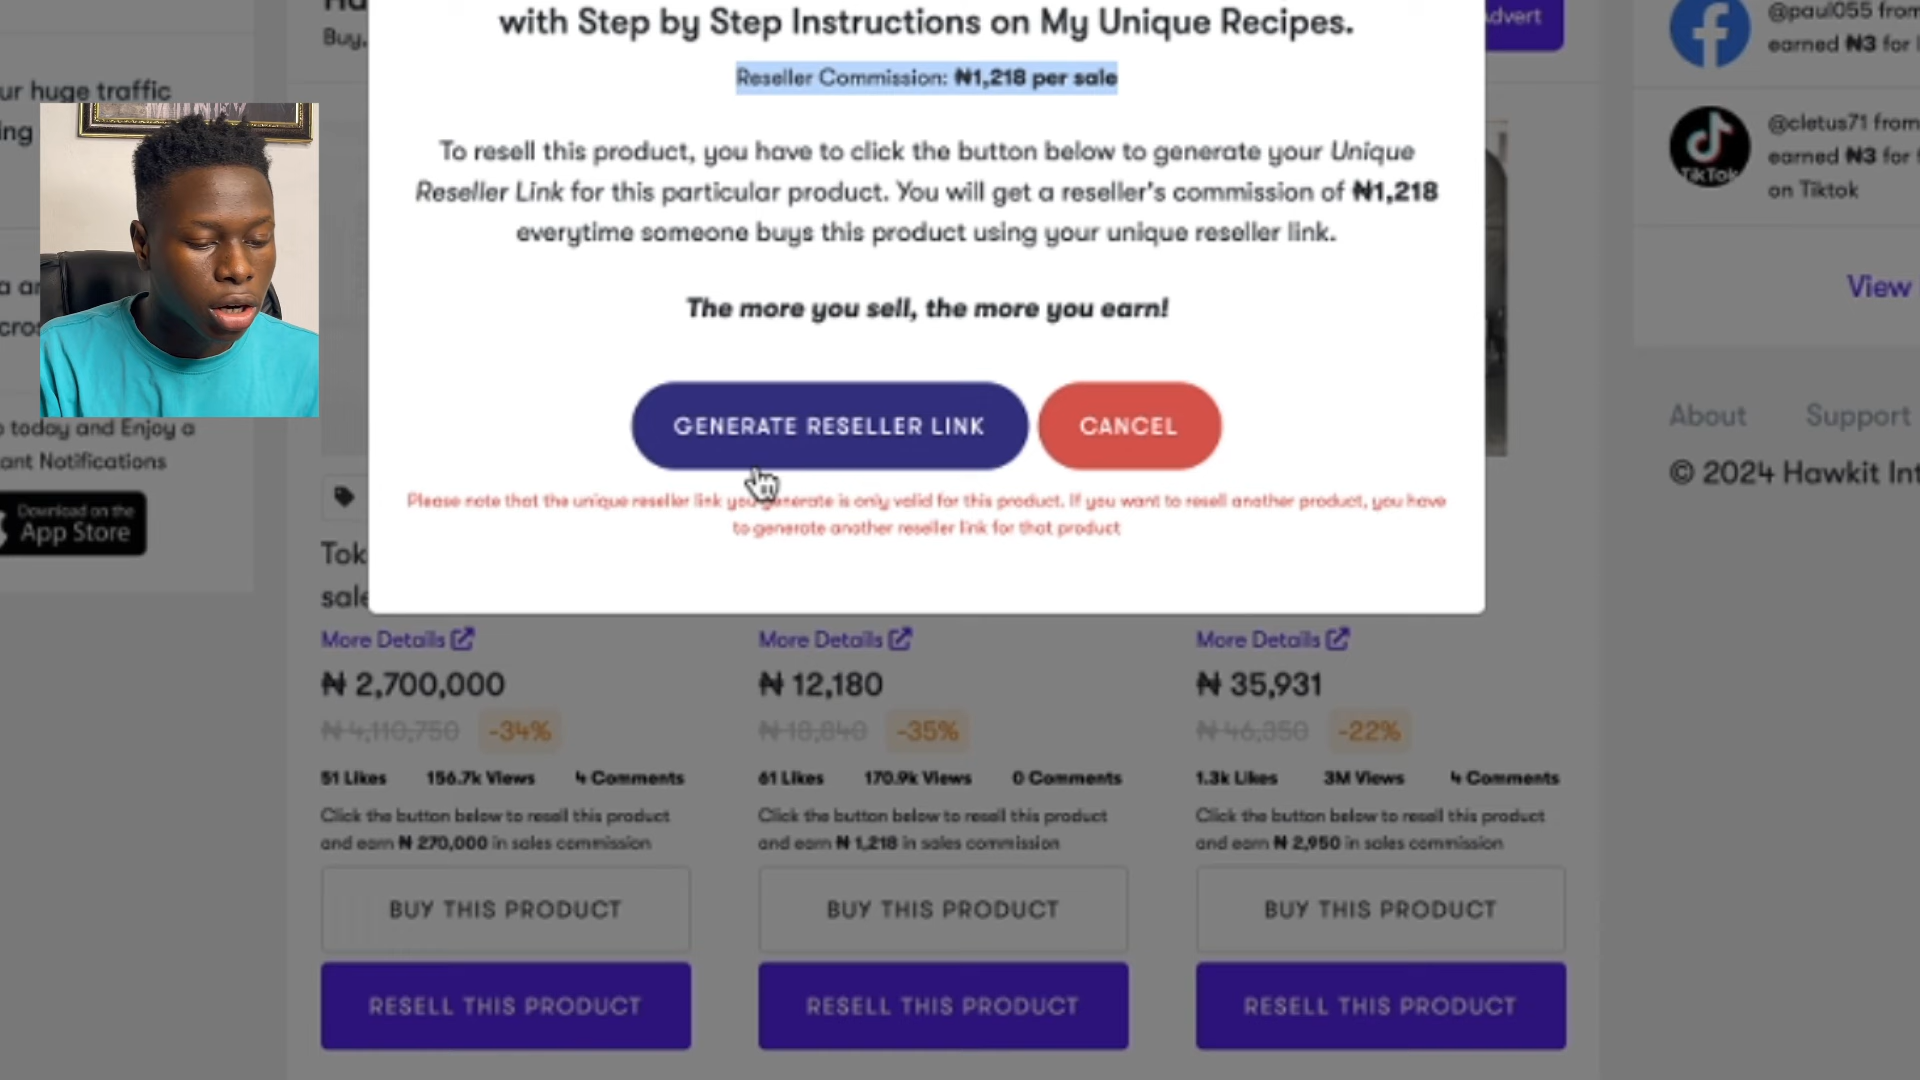 Buy,
dvert
@paul055 from
earned ₦3 for
ur huge traffic
ing
@cletus71 from
earned ₦3 for
on Tiktok
TikTok
with Step by Step Instructions on My Unique Recipes.
Reseller Commission: ₦1,218 per sale
To resell this product, you have to click the button below to generate your Unique
Reseller Link for this particular product. You will get a reseller's commission of ₦1,218
everytime someone buys this product using your unique reseller link.
The more you sell, the more you earn!
GENERATE RESELLER LINK
CANCEL
Please note that the unique reseller link you generate is only valid for this product. If you want to resell another product, you have
to generate another reseller link for that product
View
About Support
© 2024 Hawkit Int
a ar
cros
o today and Enjoy a
ant Notifications
Download on the
App Store
Tok
sale
More Details
₦ 2,700,000
₦ 4,110,750 -34%
51 Likes 156.7k Views 4 Comments
Click the button below to resell this product
and earn ₦ 270,000 in sales commission
BUY THIS PRODUCT
RESELL THIS PRODUCT
More Details
₦ 12,180
₦ 18,840 -35%
61 Likes 170.9k Views 0 Comments
Click the button below to resell this product
and earn ₦ 1,218 in sales commission
BUY THIS PRODUCT
RESELL THIS PRODUCT
More Details
₦ 35,931
₦ 46,350 -22%
1.3k Likes 3M Views 4 Comments
Click the button below to resell this product
and earn ₦ 2,950 in sales commission
BUY THIS PRODUCT
RESELL THIS PRODUCT